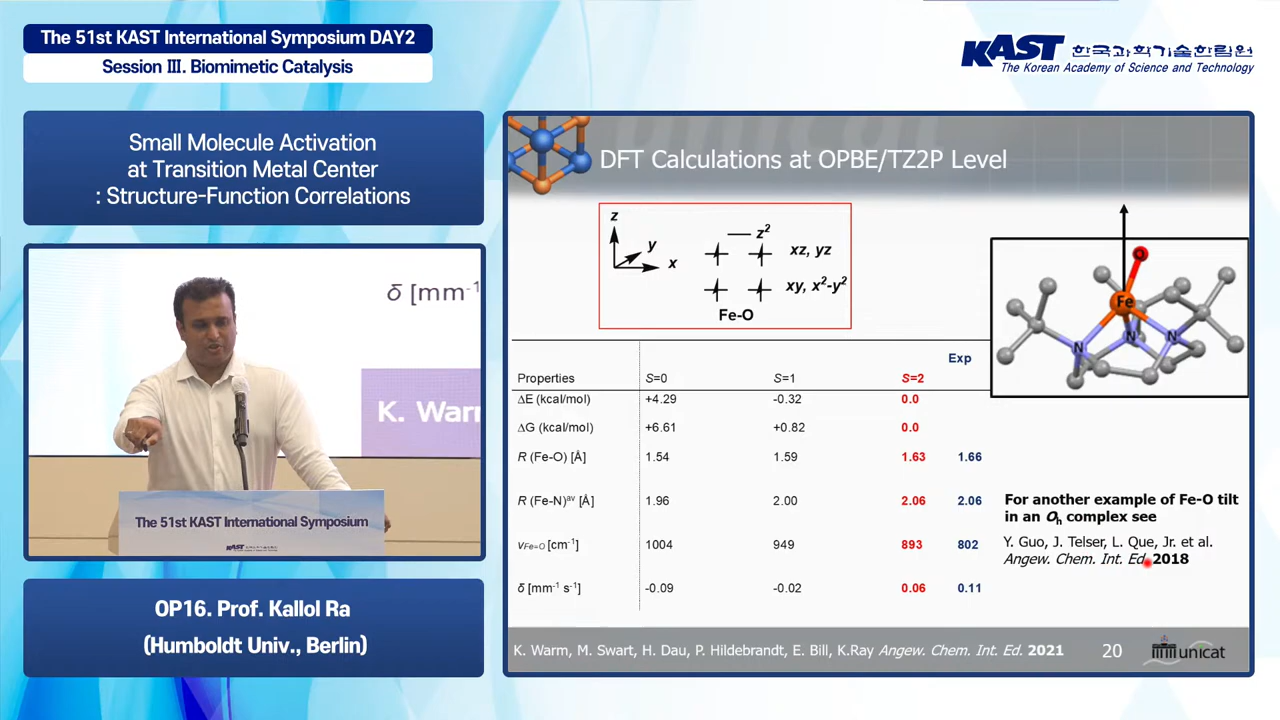 The 51st KAST International Symposium DAY2
Session III. Biomimetic Catalysis
KAST 한국과학기술한림원
The Korean Academy of Science and Technology
Small Molecule Activation
at Transition Metal Center
: Structure-Function Correlations
δ [mm-1
K. Warm
The 51st KAST International Symposium
KAST
OP16. Prof. Kallol Ra
(Humboldt Univ., Berlin)
unicat
DFT Calculations at OPBE/TZ2P Level
z
y
x
z²
xz, yz
xy, x²-y²
Fe-O
O
Fe
N N N
Exp
Properties S=0 S=1 S=2
ΔE (kcal/mol) +4.29 -0.32 0.0
ΔG (kcal/mol) +6.61 +0.82 0.0
R (Fe-O) [Å] 1.54 1.59 1.63 1.66
R (Fe-N)av [Å] 1.96 2.00 2.06 2.06
νFe=O [cm-1] 1004 949 893 802
δ [mm-1 s-1] -0.09 -0.02 0.06 0.11
For another example of Fe-O tilt
in an Oh complex see
Y. Guo, J. Telser, L. Que, Jr. et al.
Angew. Chem. Int. Ed. 2018
K. Warm, M. Swart, H. Dau, P. Hildebrandt, E. Bill, K.Ray Angew. Chem. Int. Ed. 2021
20
unicat